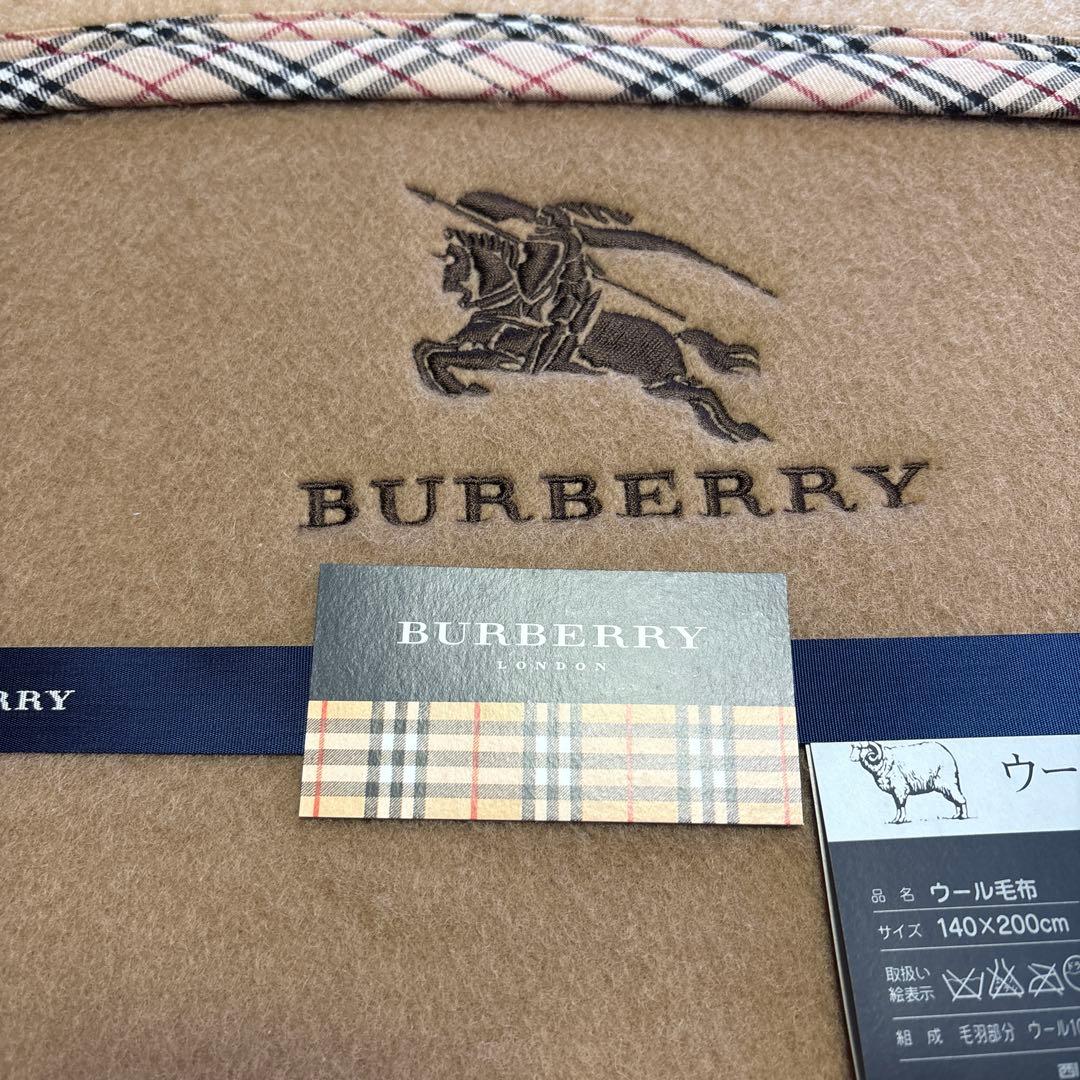 BURBERRY
BURBERRY
LONDON
RRY
ウー
品名 ウール毛布
サイズ 140×200cm
取扱い
絵表示
組成 毛羽部分 ウール10